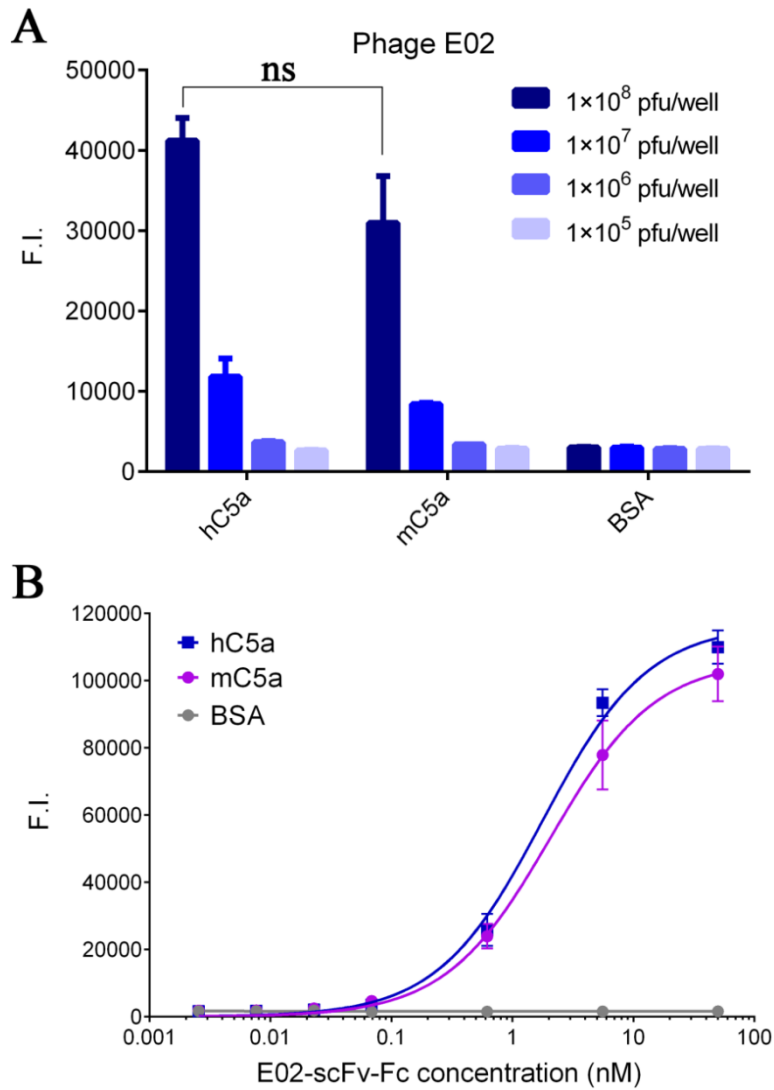 A
Phage E02
50000
40000
30000
20000
10000
0
F.I.
ns
1×10⁸ pfu/well
1×10⁷ pfu/well
1×10⁶ pfu/well
1×10⁵ pfu/well
hC5a
mC5a
BSA
B
120000
100000
80000
60000
40000
20000
0
F.I.
hC5a
mC5a
BSA
0.001
0.01
0.1
1
10
100
E02-scFv-Fc concentration (nM)